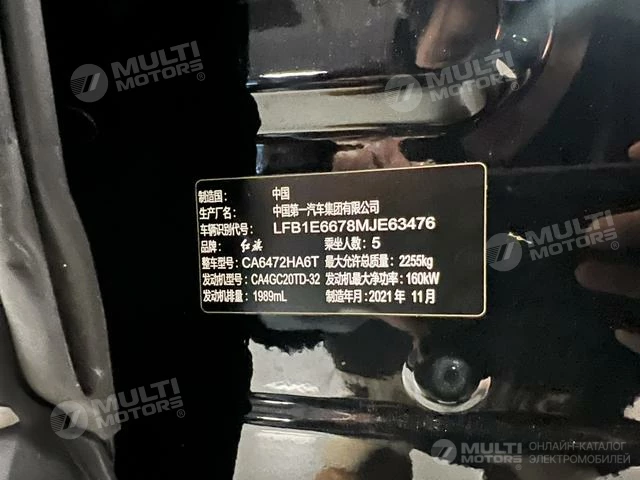 MULTI
MOTORS®
MULTI
MOTORS®
制造国： 中国
生产厂名： 中国第一汽车集团有限公司
车辆识别代号： LFB1E6678MJE63476
品牌： 红旗 乘坐人数：5
整车型号：CA6472HA6T 最大允许总质量：2255kg
发动机型号：CA4GC20TD-32 发动机最大净功率：160kW
发动机排量：1989mL 制造年月：2021年 11月
MULTI
MOTORS®
MULTI
MOTORS
ОНЛАЙН-КАТАЛОГ
ЭЛЕКТРОМОБИЛЕЙ